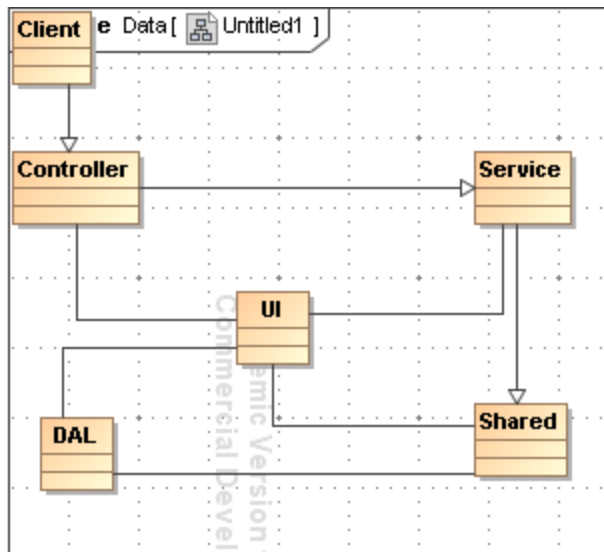 Client
e Data[ Untitled1 ]
Controller
Service
UI
DAL
Shared
emic Version
Commercial Devel